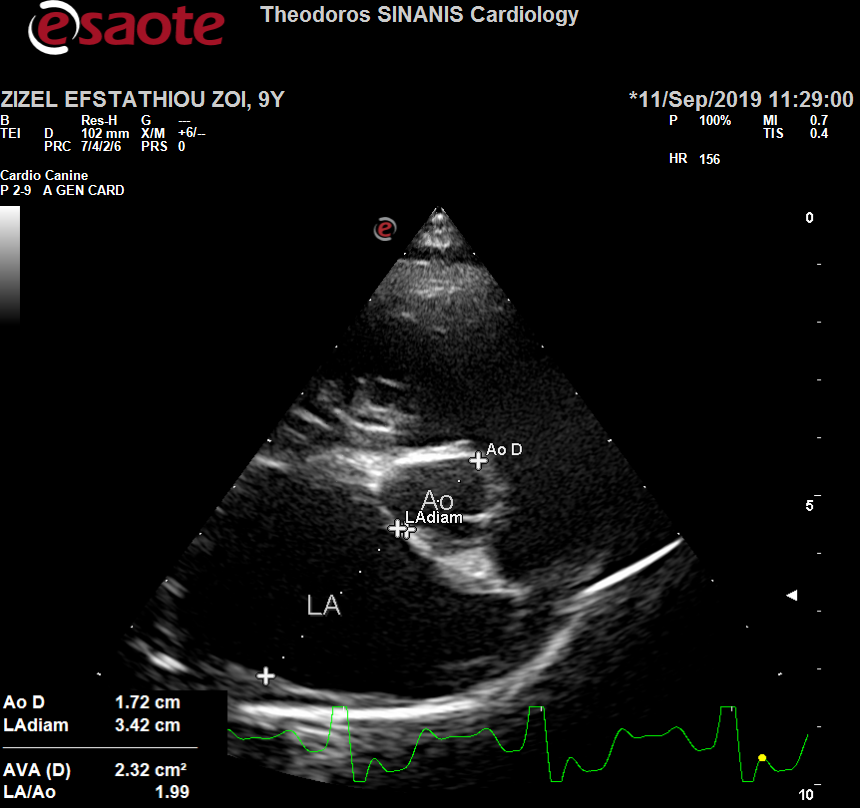 esaote
Theodoros SINANIS Cardiology
ZIZEL EFSTATHIOU ZOI, 9Y
*11/Sep/2019 11:29:00
B Res-H G ---
TEI D 102 mm X/M +6/--
PRC 7/4/2/6 PRS 0
P 100% MI 0.7
TIS 0.4
HR 156
Cardio Canine
P 2-9 A GEN CARD
e
0
Ao D
Ao
5
LAdiam
LA
Ao D 1.72 cm
LAdiam 3.42 cm
AVA (D) 2.32 cm²
LA/Ao 1.99
10